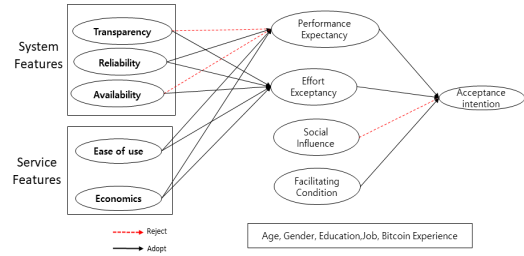 System
Features
Transparency
Reliability
Availability
Service
Features
Ease of use
Economics
Performance
Expectancy
Effort
Exceptancy
Social
Influence
Facilitating
Condition
Acceptance
intention
Reject
Adopt
Age, Gender, Education,Job, Bitcoin Experience